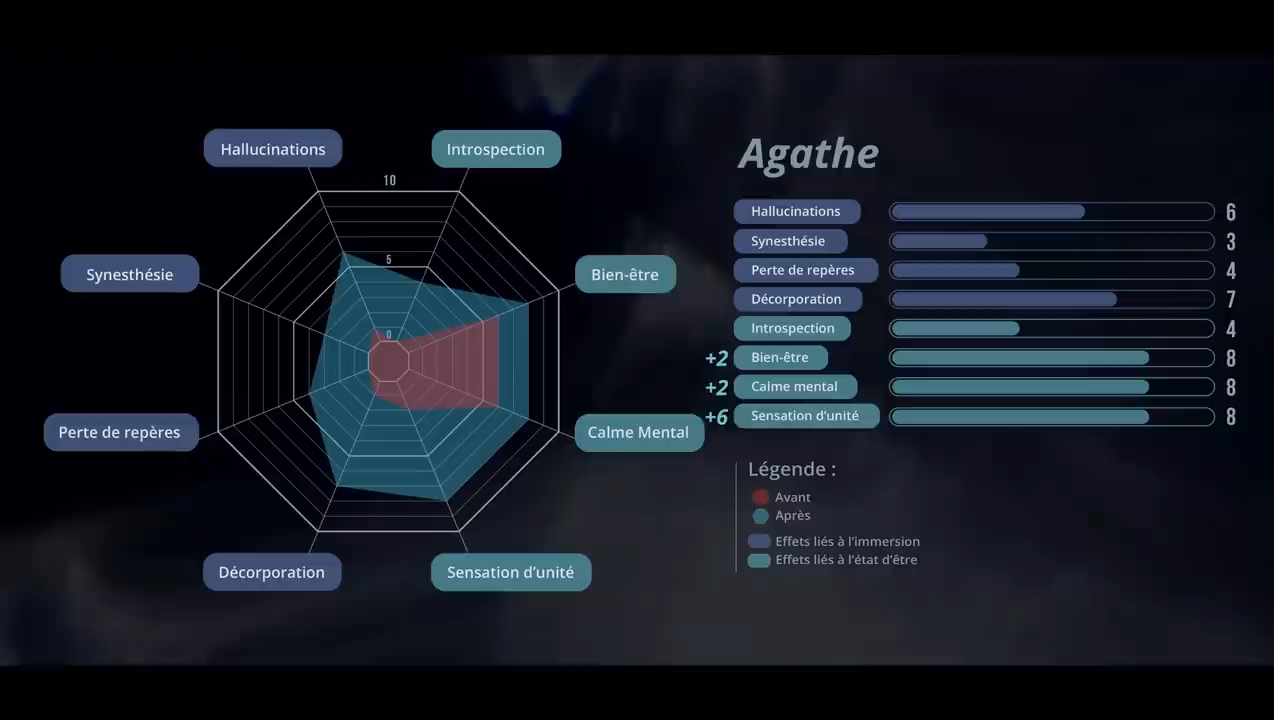 Hallucinations
Introspection
10
Synesthésie
5
Bien-être
0
Perte de repères
Calme Mental
Décorporation
Sensation d'unité
Agathe
Hallucinations 6
Synesthésie 3
Perte de repères 4
Décorporation 7
Introspection 4
+2 Bien-être 8
+2 Calme mental 8
+6 Sensation d'unité 8
Légende :
Avant
Après
Effets liés à l'immersion
Effets liés à l'état d'être